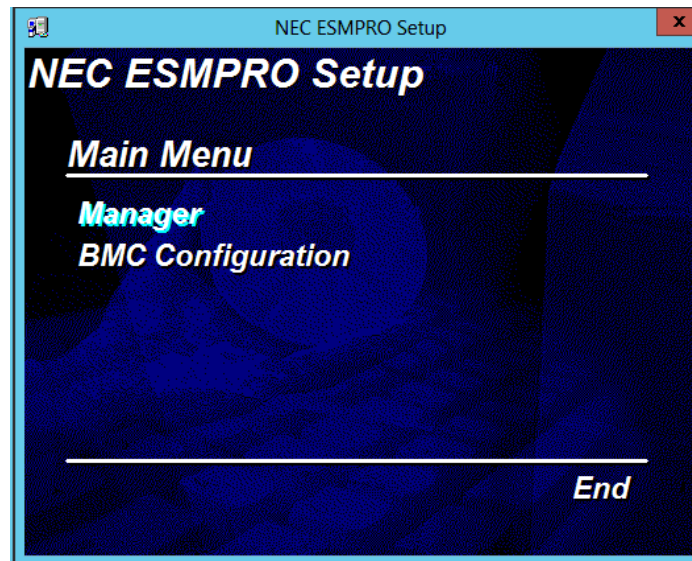 NEC ESMPRO Setup
x
NEC ESMPRO Setup
Main Menu
Manager
BMC Configuration
End